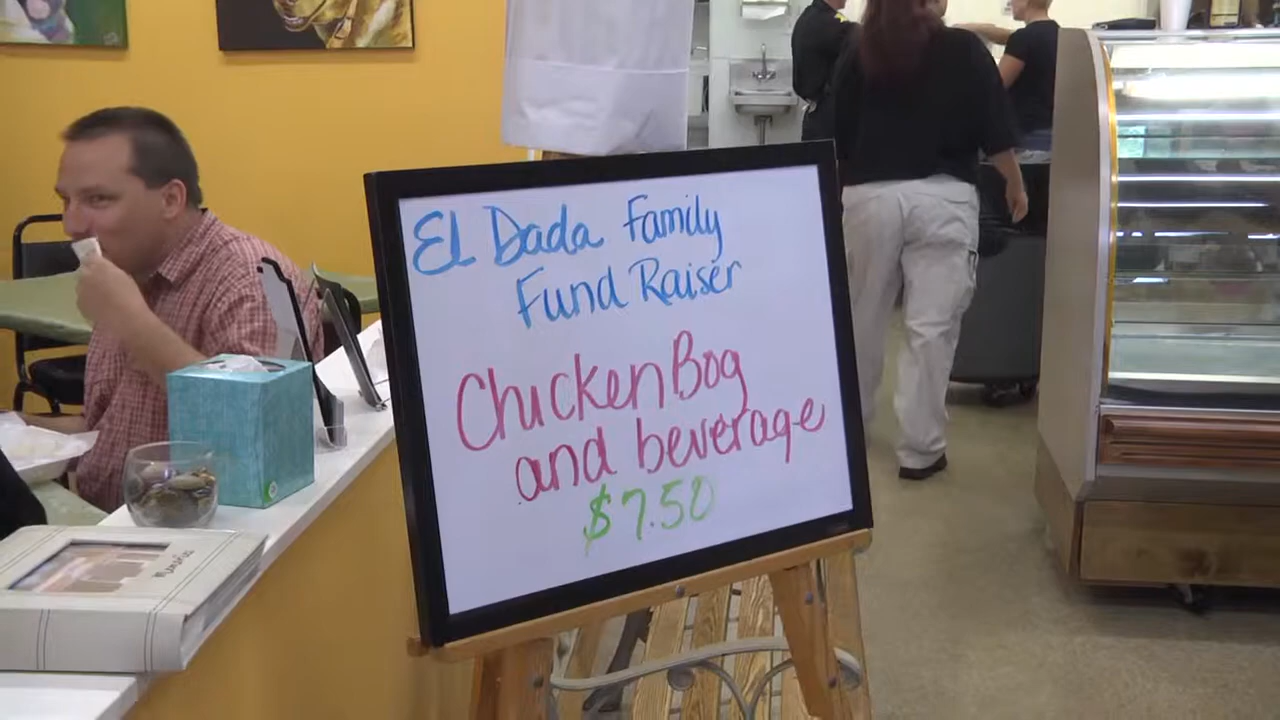 El Dada Family
Fund Raiser
Chicken Bog
and beverage
$7.50